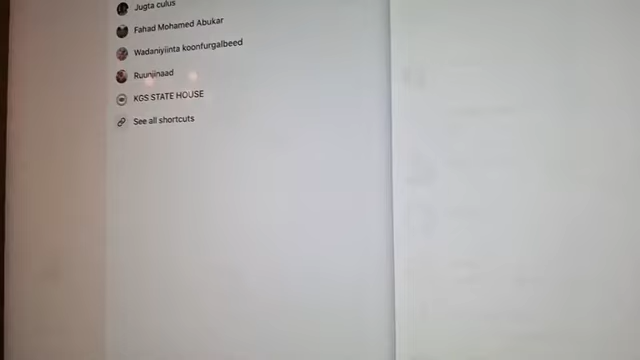 Jugta culus
Fahad Mohamed Abukar
Wadaniyiinta koonfurgalbeed
Ruunjinaad
KGS STATE HOUSE
See all shortcuts